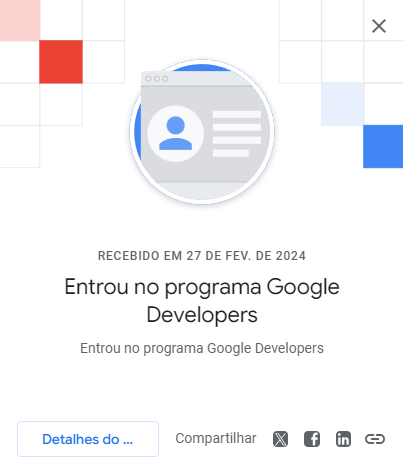 RECEBIDO EM 27 DE FEV. DE 2024
Entrou no programa Google
Developers
Entrou no programa Google Developers
Detalhes do ...
Compartilhar